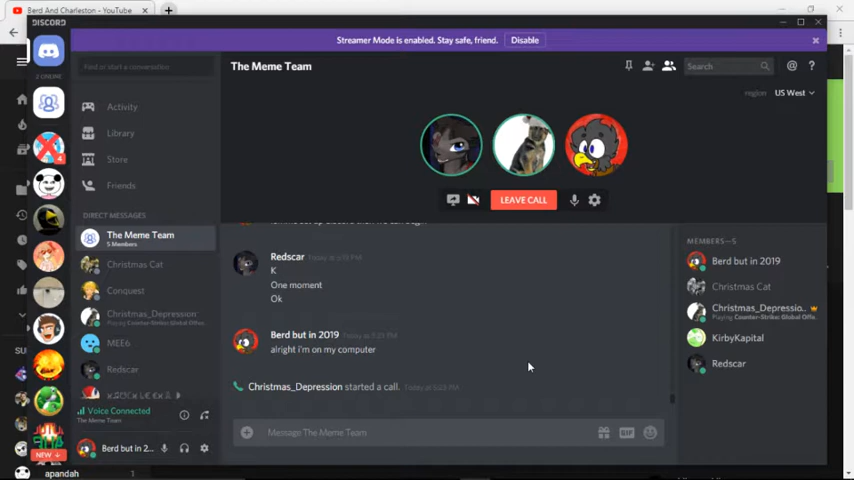 Berd And Charleston - YouTube
DISCORD
Streamer Mode is enabled. Stay safe, friend.
Disable
2 ONLINE
Find or start a conversation
The Meme Team
Search
region:
US West
Activity
Library
Store
Friends
LEAVE CALL
DIRECT MESSAGES
The Meme Team
5 Members
Christmas Cat
Conquest
Christmas_Depression
Playing Counter-Strike: Global Offe...
MEE6
Redscar
Voice Connected
The Meme Team
Berd but in 2...
NEW
4
Redscar
K
One moment
Ok
Berd but in 2019
alright i'm on my computer
Christmas_Depression started a call.
Message The Meme Team
GIF
MEMBERS—5
Berd but in 2019
Christmas Cat
Christmas_Depressio..
Playing Counter-Strike: Global Offe...
KirbyKapital
Redscar
SU
apandah
1